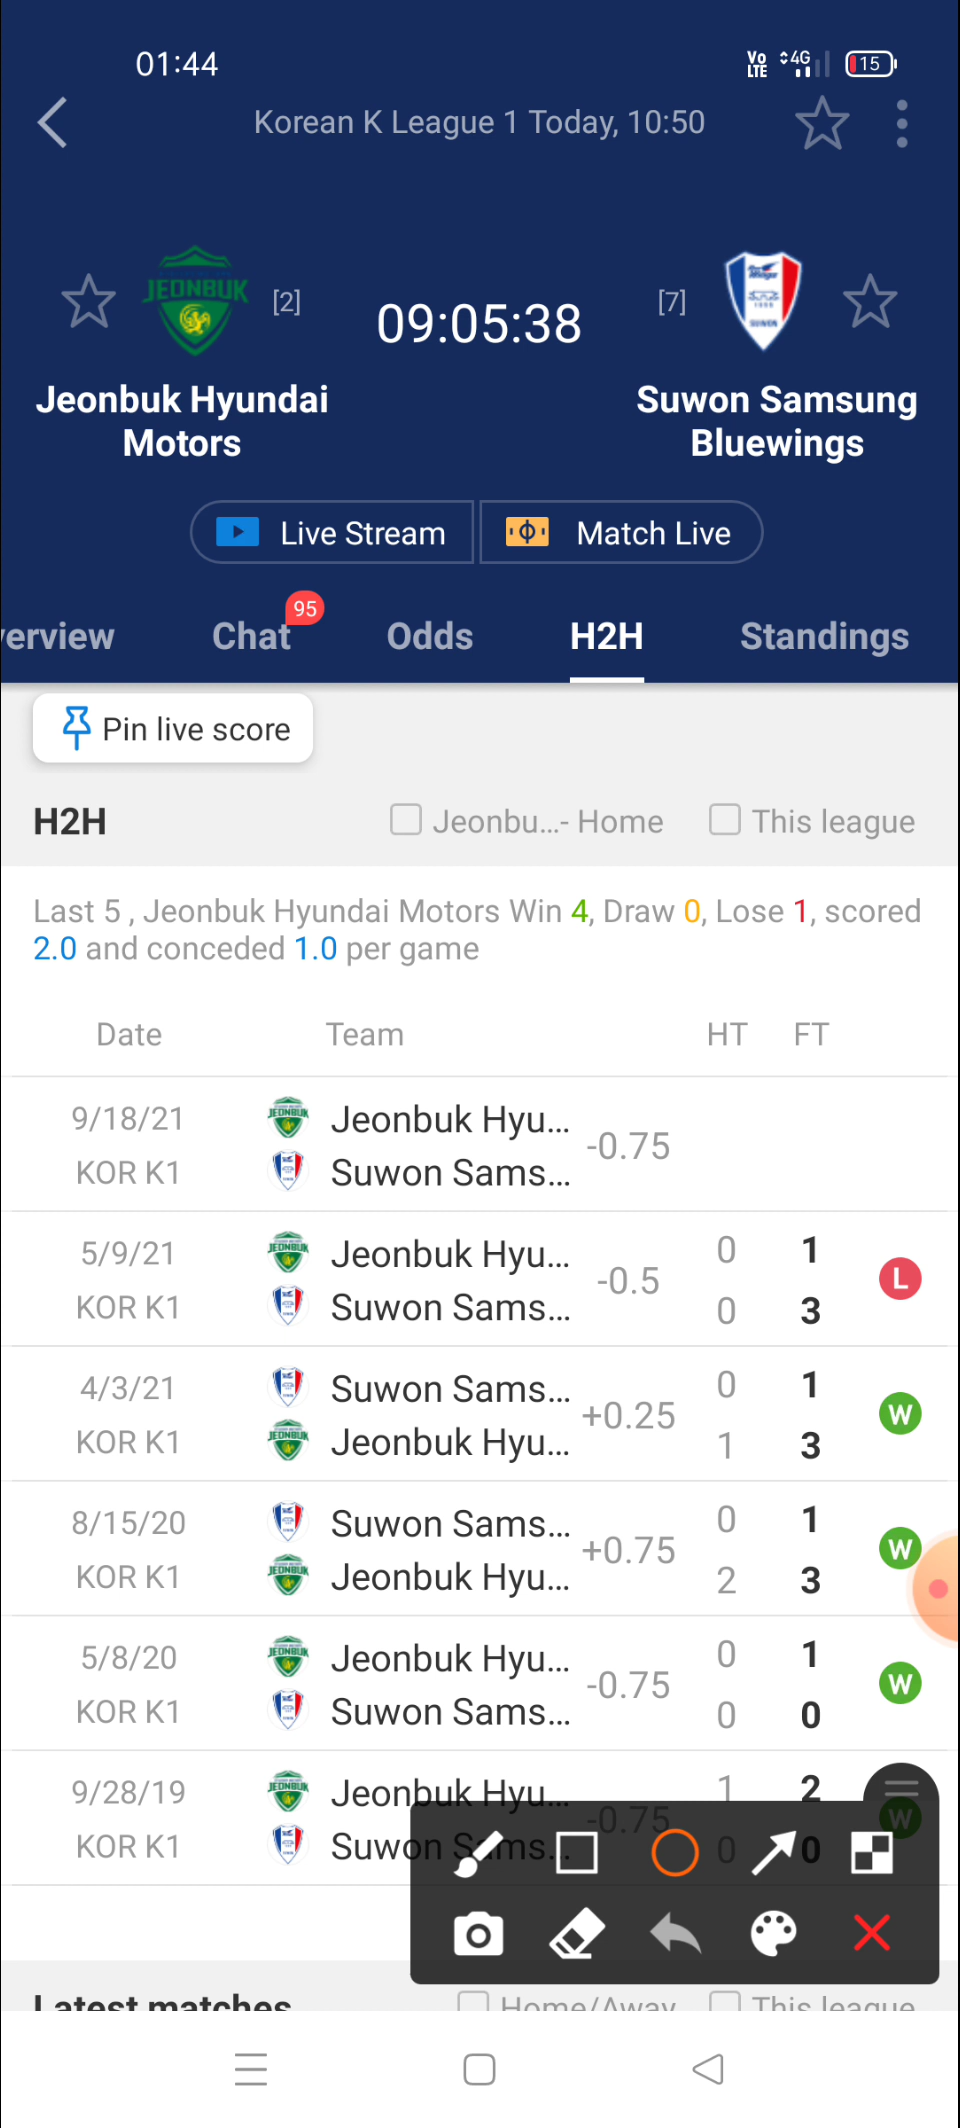 01:44
Vo LTE 4G 15
Korean K League 1 Today, 10:50
JEONBUK
[2]
09:05:38
[7]
Jeonbuk Hyundai Motors
Suwon Samsung Bluewings
Live Stream
Match Live
verview
Chat
95
Odds
H2H
Standings
Pin live score
H2H
Jeonbu...- Home
This league
Last 5 , Jeonbuk Hyundai Motors Win 4, Draw 0, Lose 1, scored
2.0 and conceded 1.0 per game
Date Team HT FT
9/18/21 Jeonbuk Hyu...
-0.75
KOR K1 Suwon Sams...
5/9/21 Jeonbuk Hyu... 0 1
-0.5 L
KOR K1 Suwon Sams... 0 3
4/3/21 Suwon Sams... 0 1
+0.25 W
KOR K1 Jeonbuk Hyu... 1 3
8/15/20 Suwon Sams... 0 1
+0.75 W
KOR K1 Jeonbuk Hyu... 2 3
5/8/20 Jeonbuk Hyu... 0 1
-0.75 W
KOR K1 Suwon Sams... 0 0
9/28/19 Jeonbuk Hyu... 1 2
-0.75 W
KOR K1 Suwon Sams... 0 0
Latest matches
Home/Away
This league